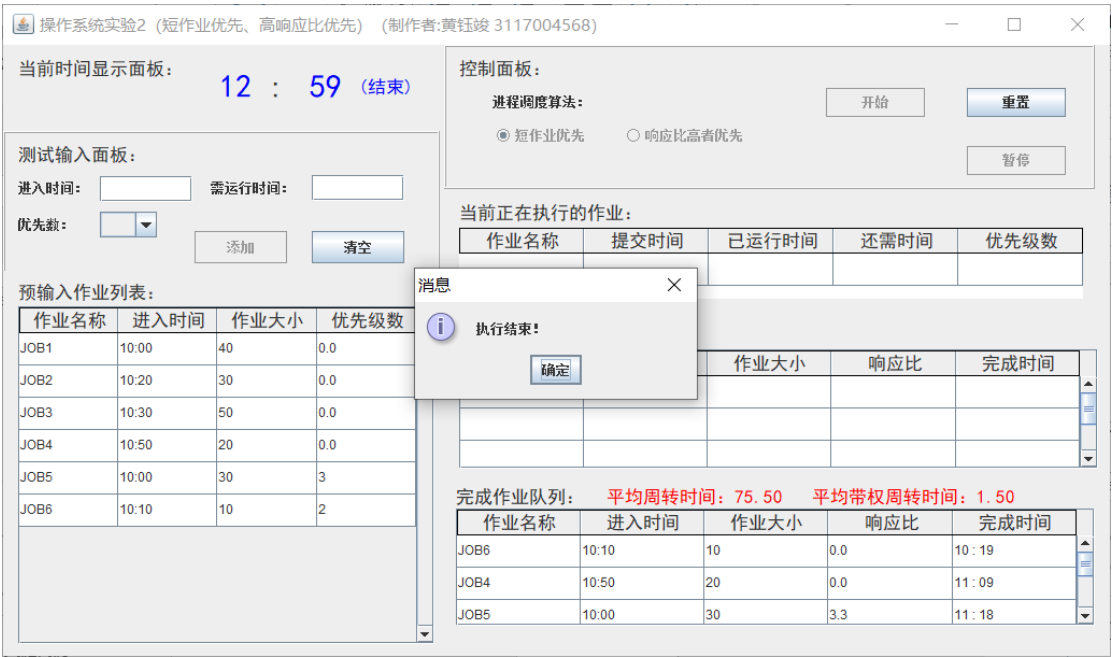 操作系统实验2（短作业优先、高响应比优先） (制作者:黄钰竣 3117004568)
当前时间显示面板：
12 : 59 （结束）
控制面板：
进程调度算法：
开始
重置
短作业优先
响应比高者优先
暂停
测试输入面板：
进入时间：
需运行时间：
优先数：
添加
清空
当前正在执行的作业：
作业名称 提交时间 已运行时间 还需时间 优先级数
预输入作业列表：
作业名称 进入时间 作业大小 优先级数
JOB1 10:00 40 0.0
JOB2 10:20 30 0.0
JOB3 10:30 50 0.0
JOB4 10:50 20 0.0
JOB5 10:00 30 3
JOB6 10:10 10 2
消息
执行结束！
确定
作业大小 响应比 完成时间
完成作业队列： 平均周转时间：75.50 平均带权周转时间：1.50
作业名称 进入时间 作业大小 响应比 完成时间
JOB6 10:10 10 0.0 10 : 19
JOB4 10:50 20 0.0 11 : 09
JOB5 10:00 30 3.3 11 : 18